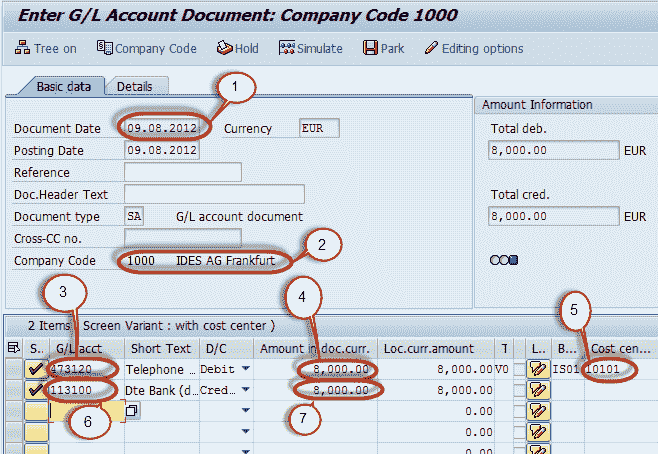 Enter G/L Account Document: Company Code 1000
Tree on Company Code Hold Simulate Park Editing options
Basic data Details
1
Amount Information
Document Date 09.08.2012 Currency EUR
Total deb.
Posting Date 09.08.2012
8,000.00 EUR
Reference
Doc.Header Text
Total cred.
Document type SA G/L account document
8,000.00 EUR
Cross-CC no.
2
Company Code 1000 IDES AG Frankfurt
3 4 5
2 Items ( Screen Variant : with cost center )
S.. G/L acct Short Text D/C Amount in doc.curr. Loc.curr.amount T L... B... Cost cen...
473120 Telephone ... Debit 8,000.00 8,000.00 V0 IS01 10101
113100 Dte Bank (d... Cred... 8,000.00 8,000.00
0.00
6 7
0.00
0.00